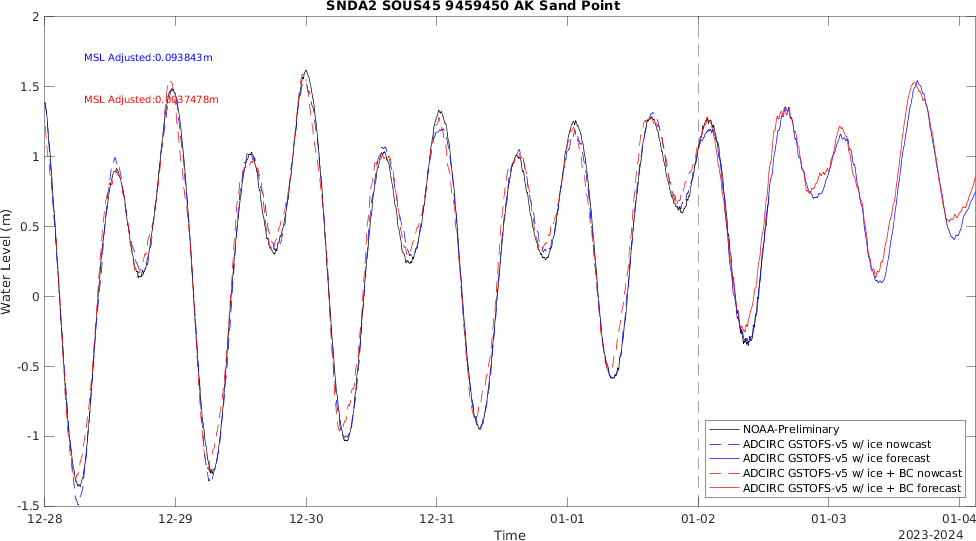 SNDA2 SOUS45 9459450 AK Sand Point
MSL Adjusted:0.093843m
MSL Adjusted:0.0037478m
Water Level (m)
2
1.5
1
0.5
0
-0.5
-1
-1.5
12-28
12-29
12-30
12-31
01-01
01-02
01-03
01-04
Time
2023-2024
NOAA-Preliminary
ADCIRC GSTOFS-v5 w/ ice nowcast
ADCIRC GSTOFS-v5 w/ ice forecast
ADCIRC GSTOFS-v5 w/ ice + BC nowcast
ADCIRC GSTOFS-v5 w/ ice + BC forecast